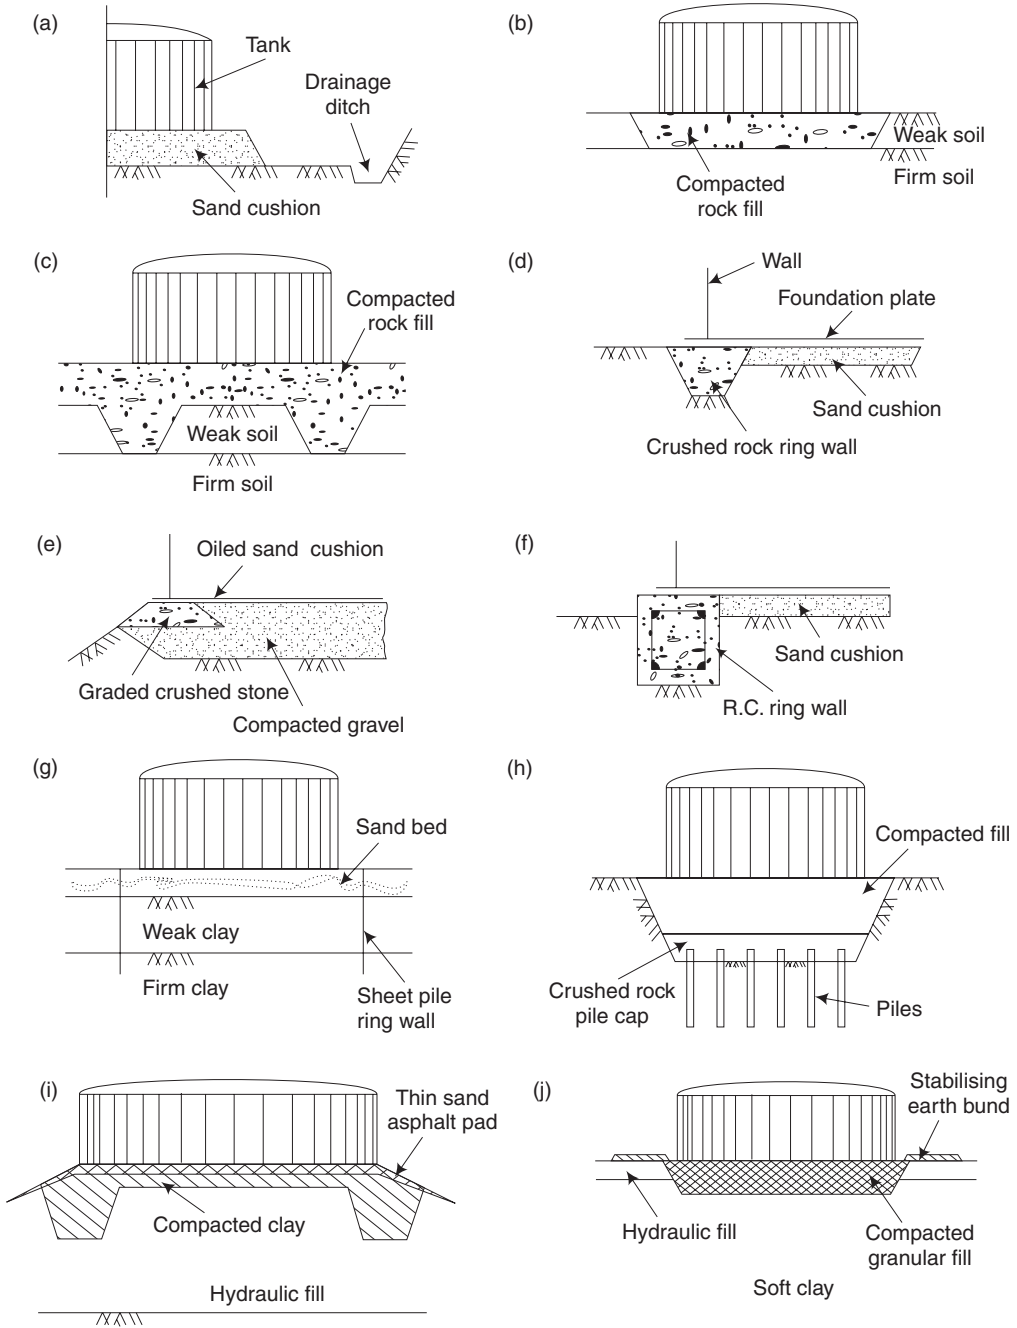 (a)
Tank
Drainage
ditch
Sand cushion
(b)
Weak soil
Firm soil
Compacted
rock fill
(c)
Compacted
rock fill
Weak soil
Firm soil
(d)
Wall
Foundation plate
Sand cushion
Crushed rock ring wall
(e)
Oiled sand cushion
Graded crushed stone
Compacted gravel
(f)
Sand cushion
R.C. ring wall
(g)
Sand bed
Weak clay
Firm clay
Sheet pile
ring wall
(h)
Compacted fill
Crushed rock
pile cap
Piles
(i)
Thin sand
asphalt pad
Compacted clay
Hydraulic fill
(j)
Stabilising
earth bund
Hydraulic fill
Compacted
granular fill
Soft clay